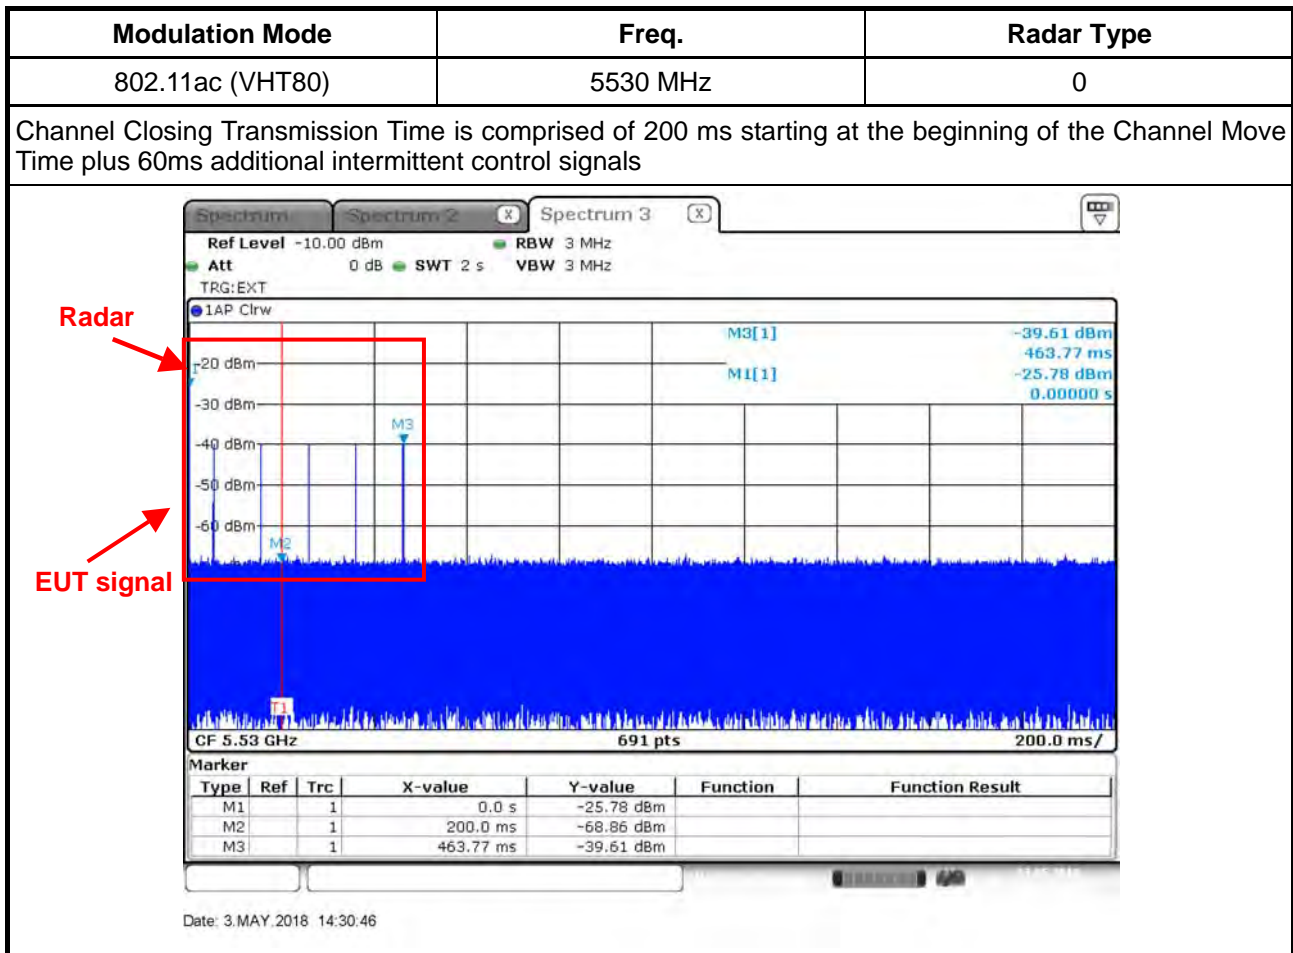 Modulation Mode Freq. Radar Type
802.11ac (VHT80) 5530 MHz 0
Channel Closing Transmission Time is comprised of 200 ms starting at the beginning of the Channel Move
Time plus 60ms additional intermittent control signals
Spectrum Spectrum 2 X Spectrum 3 X
Ref Level -10.00 dBm RBW 3 MHz
Att 0 dB SWT 2 s VBW 3 MHz
TRG:EXT
1AP Clrw
Radar
M3[1] -39.61 dBm
463.77 ms
-20 dBm
M1[1] -25.78 dBm
0.00000 s
-30 dBm
M3
-40 dBm
-50 dBm
-60 dBm
M2
EUT signal
T1
CF 5.53 GHz 691 pts 200.0 ms/
Marker
Type Ref Trc X-value Y-value Function Function Result
M1 1 0.0 s -25.78 dBm
M2 1 200.0 ms -68.86 dBm
M3 1 463.77 ms -39.61 dBm
Date: 3.MAY.2018 14:30:46